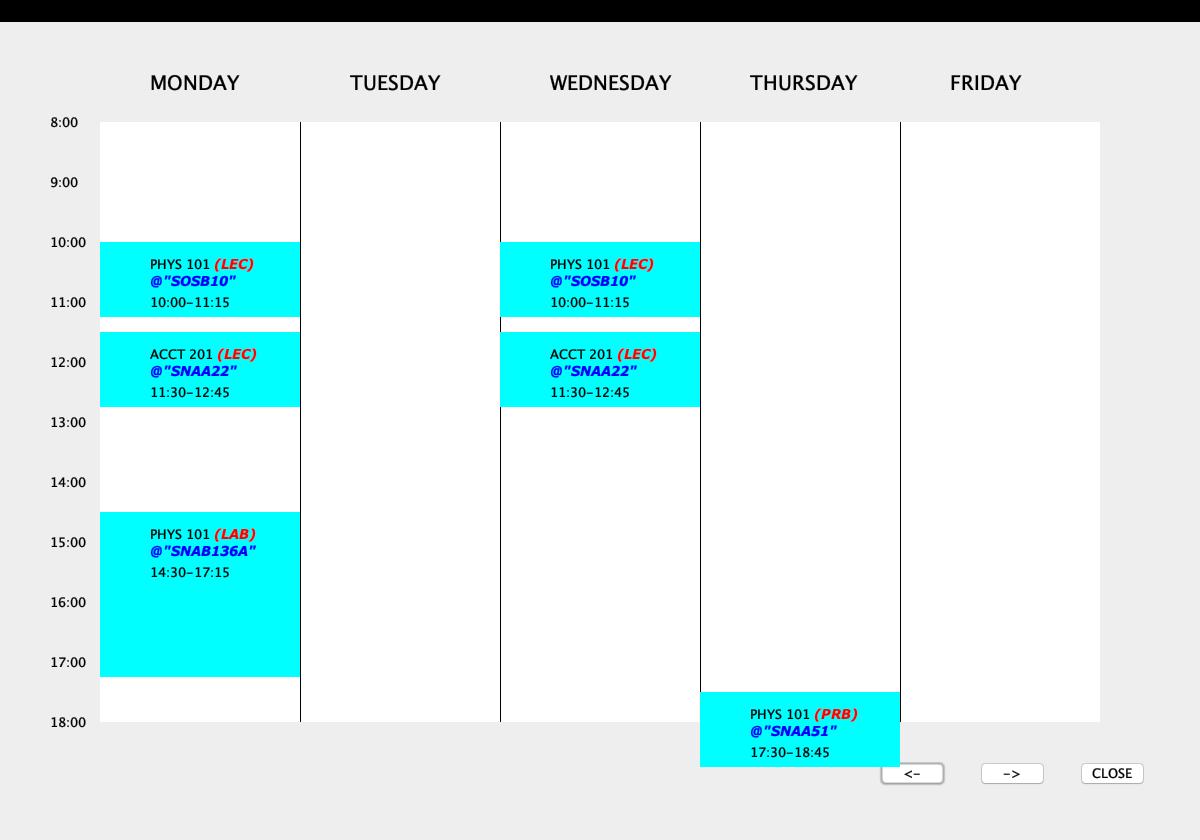 MONDAY TUESDAY WEDNESDAY THURSDAY FRIDAY
8:00
9:00
10:00
11:00
12:00
13:00
14:00
15:00
16:00
17:00
18:00
PHYS 101 (LEC)
@"SOSB10"
10:00-11:15
ACCT 201 (LEC)
@"SNAA22"
11:30-12:45
PHYS 101 (LAB)
@"SNAB136A"
14:30-17:15
PHYS 101 (LEC)
@"SOSB10"
10:00-11:15
ACCT 201 (LEC)
@"SNAA22"
11:30-12:45
PHYS 101 (PRB)
@"SNAA51"
17:30-18:45
<- -> CLOSE